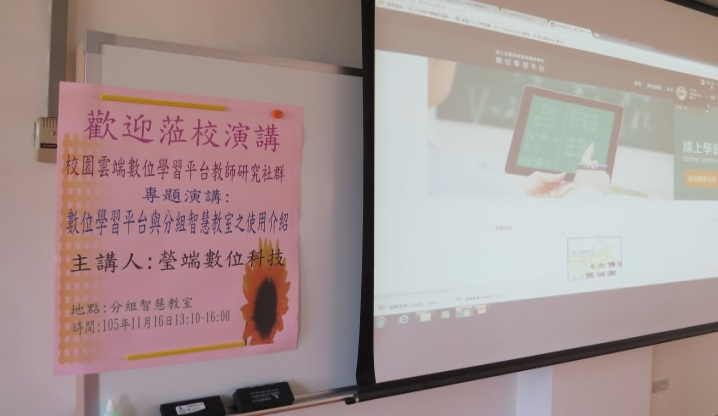 歡迎蒞校演講
校園雲端數位學習平台教師研究社群
專題演講:
數位學習平台與分組智慧教室之使用介紹
主講人:瑩端數位科技
地點:分組智慧教室
時間:105年11月16日13:10-16:00
數位學習平台
線上學
Online